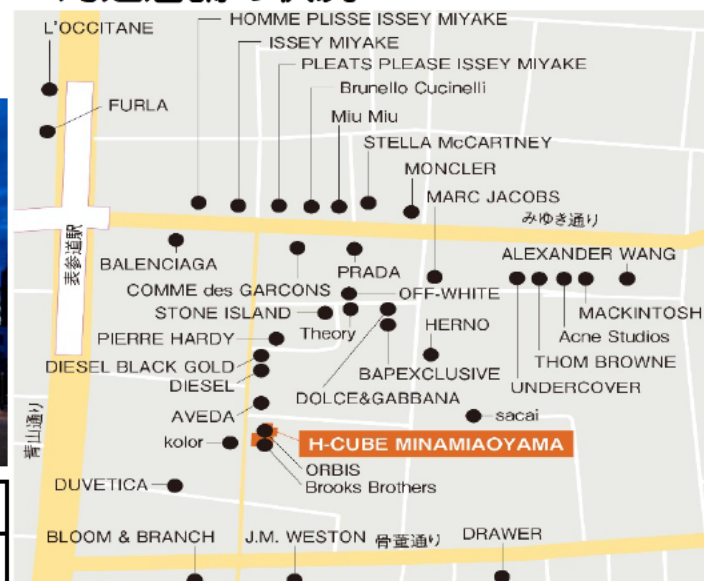 L'OCCITANE
HOMME PLISSE ISSEY MIYAKE
ISSEY MIYAKE
PLEATS PLEASE ISSEY MIYAKE
Brunello Cucinelli
FURLA
Miu Miu
STELLA McCARTNEY
MONCLER
MARC JACOBS
みゆき通り
表参道駅
BALENCIAGA
ALEXANDER WANG
PRADA
COMME des GARCONS
OFF-WHITE
STONE ISLAND
MACKINTOSH
Theory
HERNO
PIERRE HARDY
Acne Studios
DIESEL BLACK GOLD
THOM BROWNE
BAPEXCLUSIVE
DIESEL
UNDERCOVER
DOLCE&GABBANA
AVEDA
sacai
青山通り
kolor
H-CUBE MINAMIAOYAMA
ORBIS
DUVETICA
Brooks Brothers
BLOOM & BRANCH
J.M. WESTON
骨董通り
DRAWER